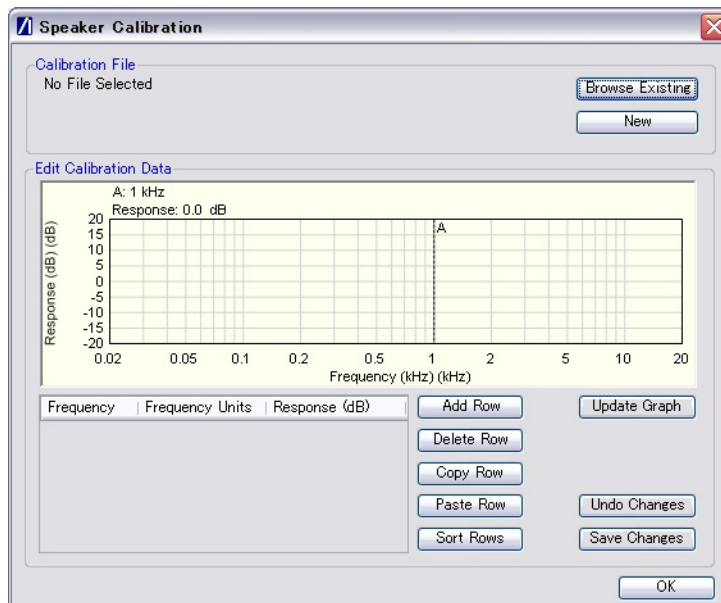 Speaker Calibration
Calibration File
No File Selected
Browse Existing
New
Edit Calibration Data
A: 1 kHz
Response: 0.0 dB
A
Response (dB) (dB)
20
15
10
5
0
-5
-10
-15
-20
0.02 0.05 0.1 0.2 0.5 1 2 5 10 20
Frequency (kHz) (kHz)
Frequency Frequency Units Response (dB)
Add Row
Update Graph
Delete Row
Copy Row
Paste Row
Undo Changes
Sort Rows
Save Changes
OK